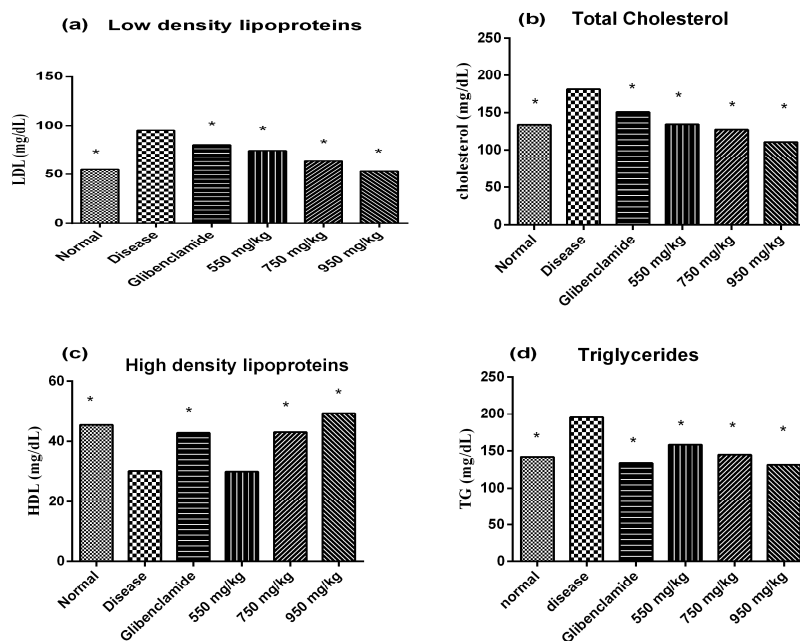 (a) Low density lipoproteins
LDL (mg/dL)
150
100
50
0
* * * * *
Normal
Disease
Glibenclamide
550 mg/kg
750 mg/kg
950 mg/kg
(b) Total Cholesterol
cholesterol (mg/dL)
250
200
150
100
50
0
* * * * *
Normal
Disease
Glibenclamide
550 mg/kg
750 mg/kg
950 mg/kg
(c) High density lipoproteins
HDL (mg/dL)
60
40
20
0
* * * *
Normal
Disease
Glibenclamide
550 mg/kg
750 mg/kg
950 mg/kg
(d) Triglycerides
TG (mg/dL)
250
200
150
100
50
0
* * * * *
normal
disease
Glibenclamide
550 mg/kg
750 mg/kg
950 mg/kg